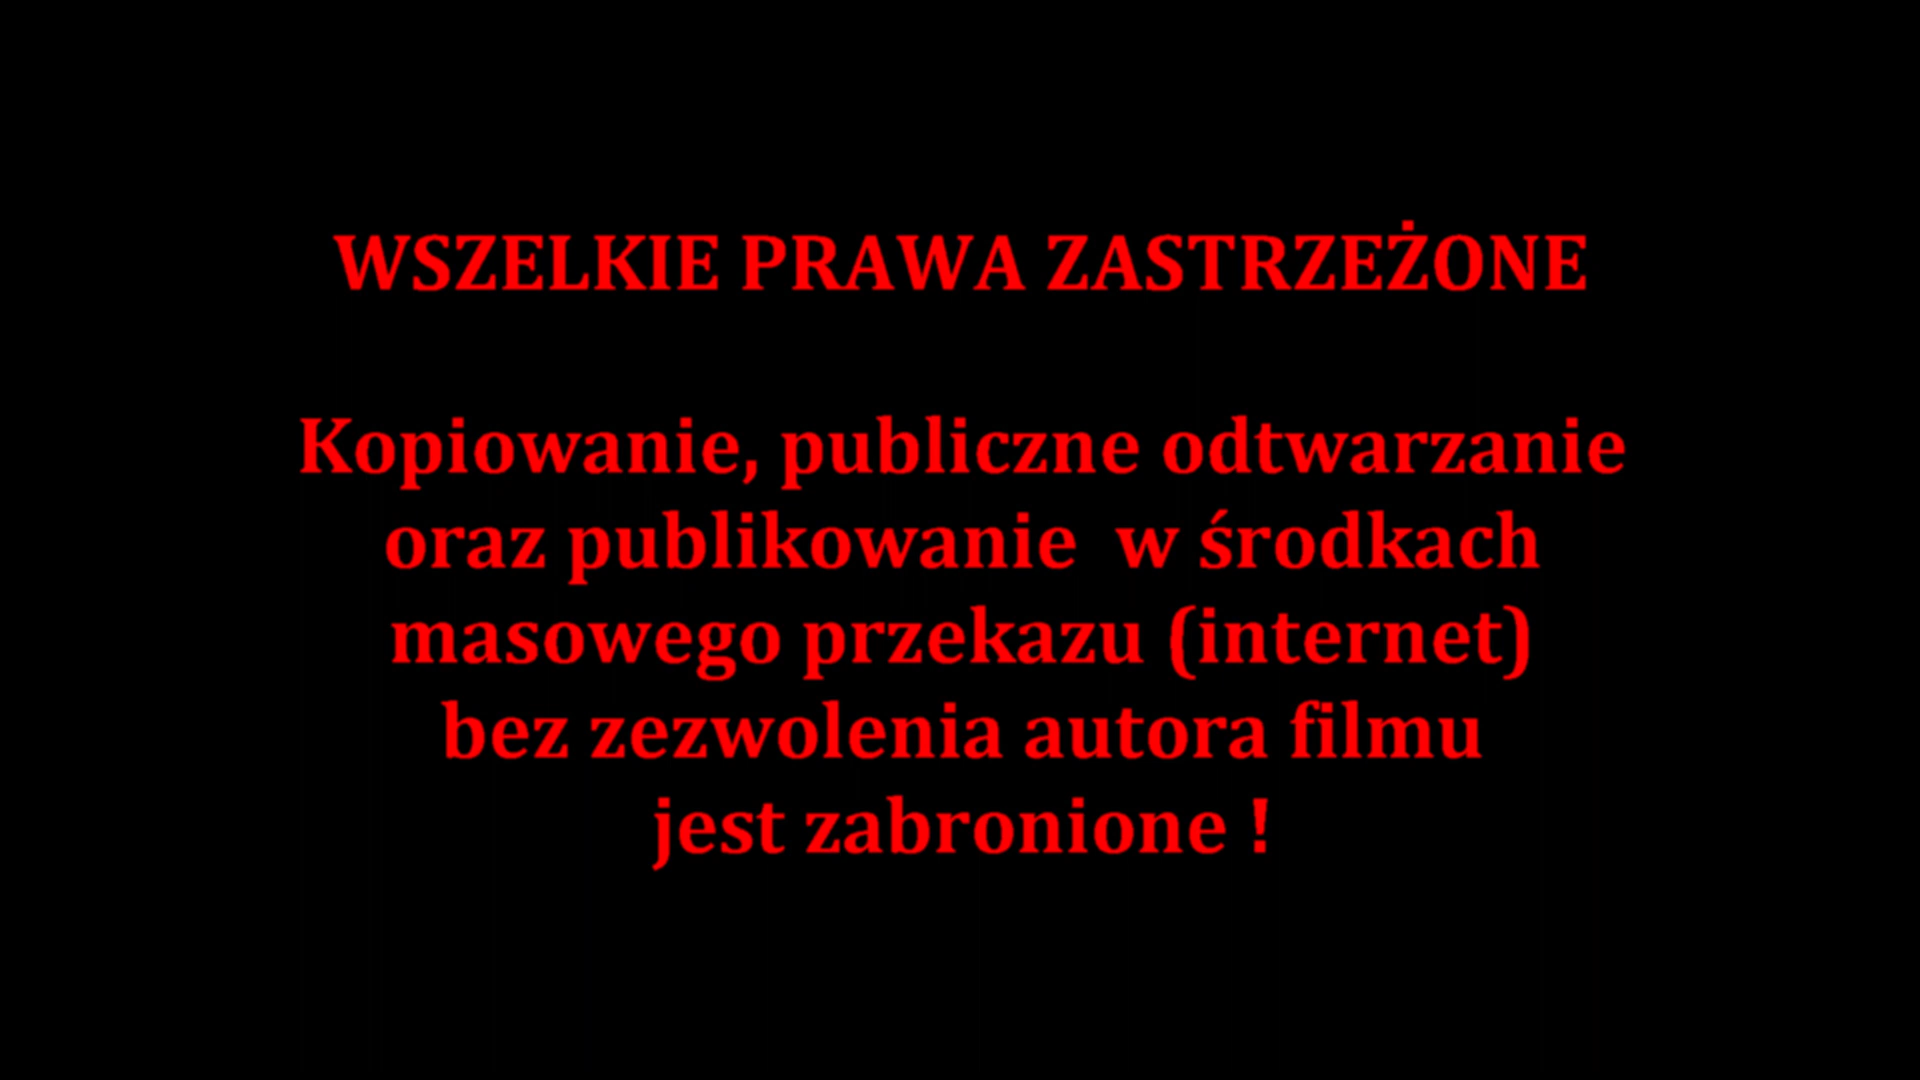 WSZELKIE PRAWA ZASTRZEŻONE
Kopiowanie, publiczne odtwarzanie
oraz publikowanie  w środkach
masowego przekazu (internet)
bez zezwolenia autora filmu
jest zabronione !